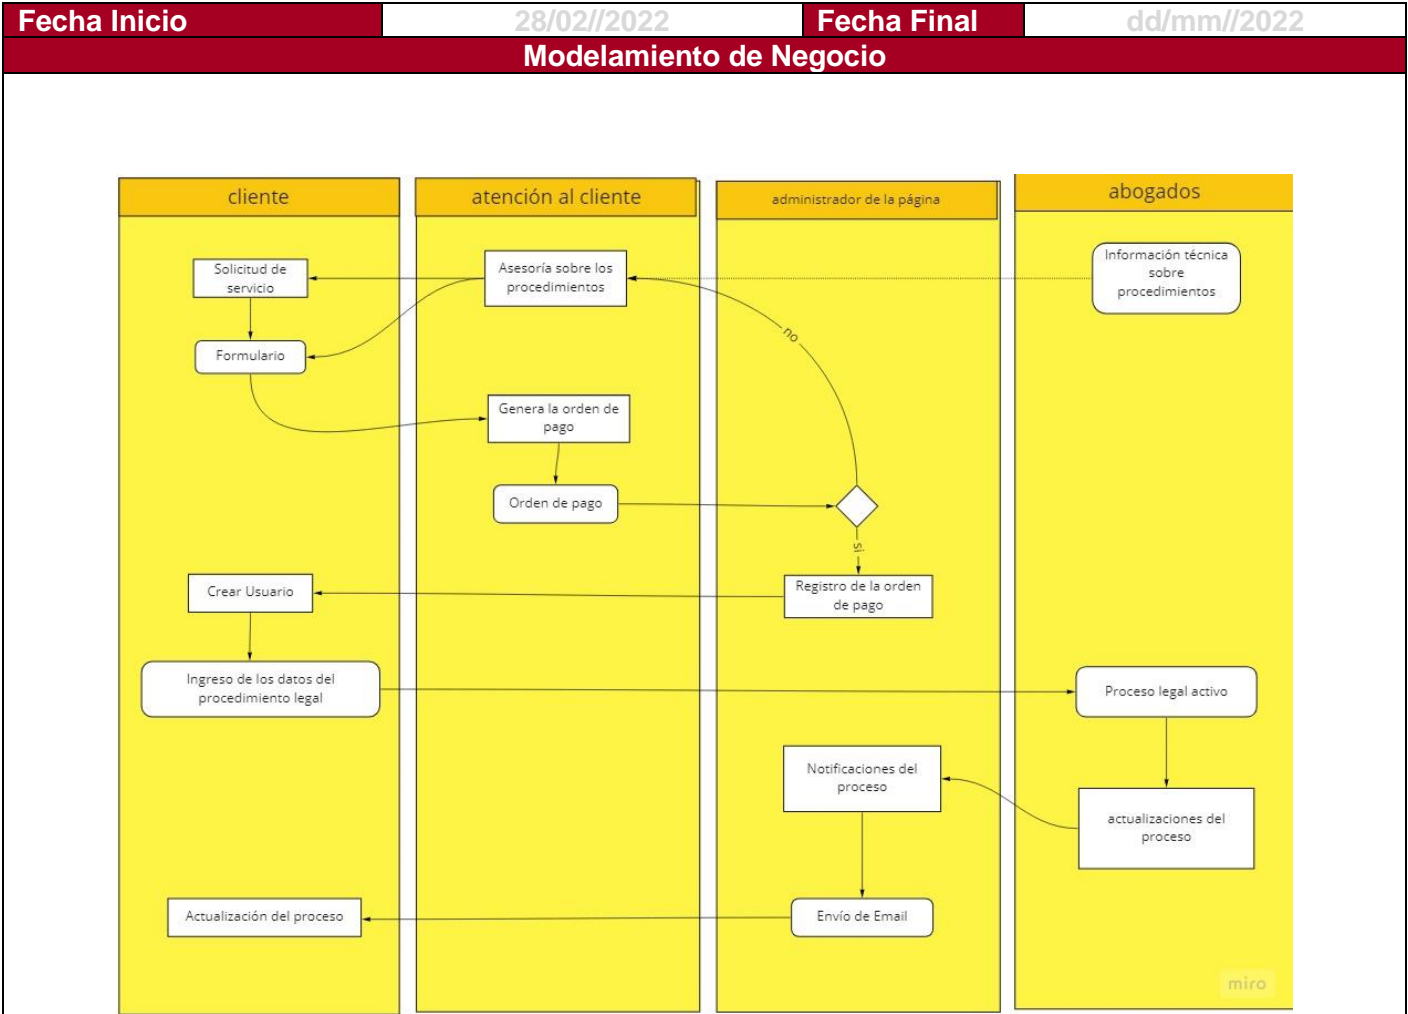 Fecha Inicio
28/02//2022
Fecha Final
dd/mm//2022
Modelamiento de Negocio
cliente
atención al cliente
administrador de la página
abogados
Solicitud de
servicio
Asesoría sobre los
procedimientos
Información técnica
sobre
procedimientos
no
Formulario
Genera la orden de
pago
Orden de pago
si
Crear Usuario
Registro de la orden
de pago
Ingreso de los datos del
procedimiento legal
Proceso legal activo
Notificaciones del
proceso
actualizaciones del
proceso
Actualización del proceso
Envío de Email
miro